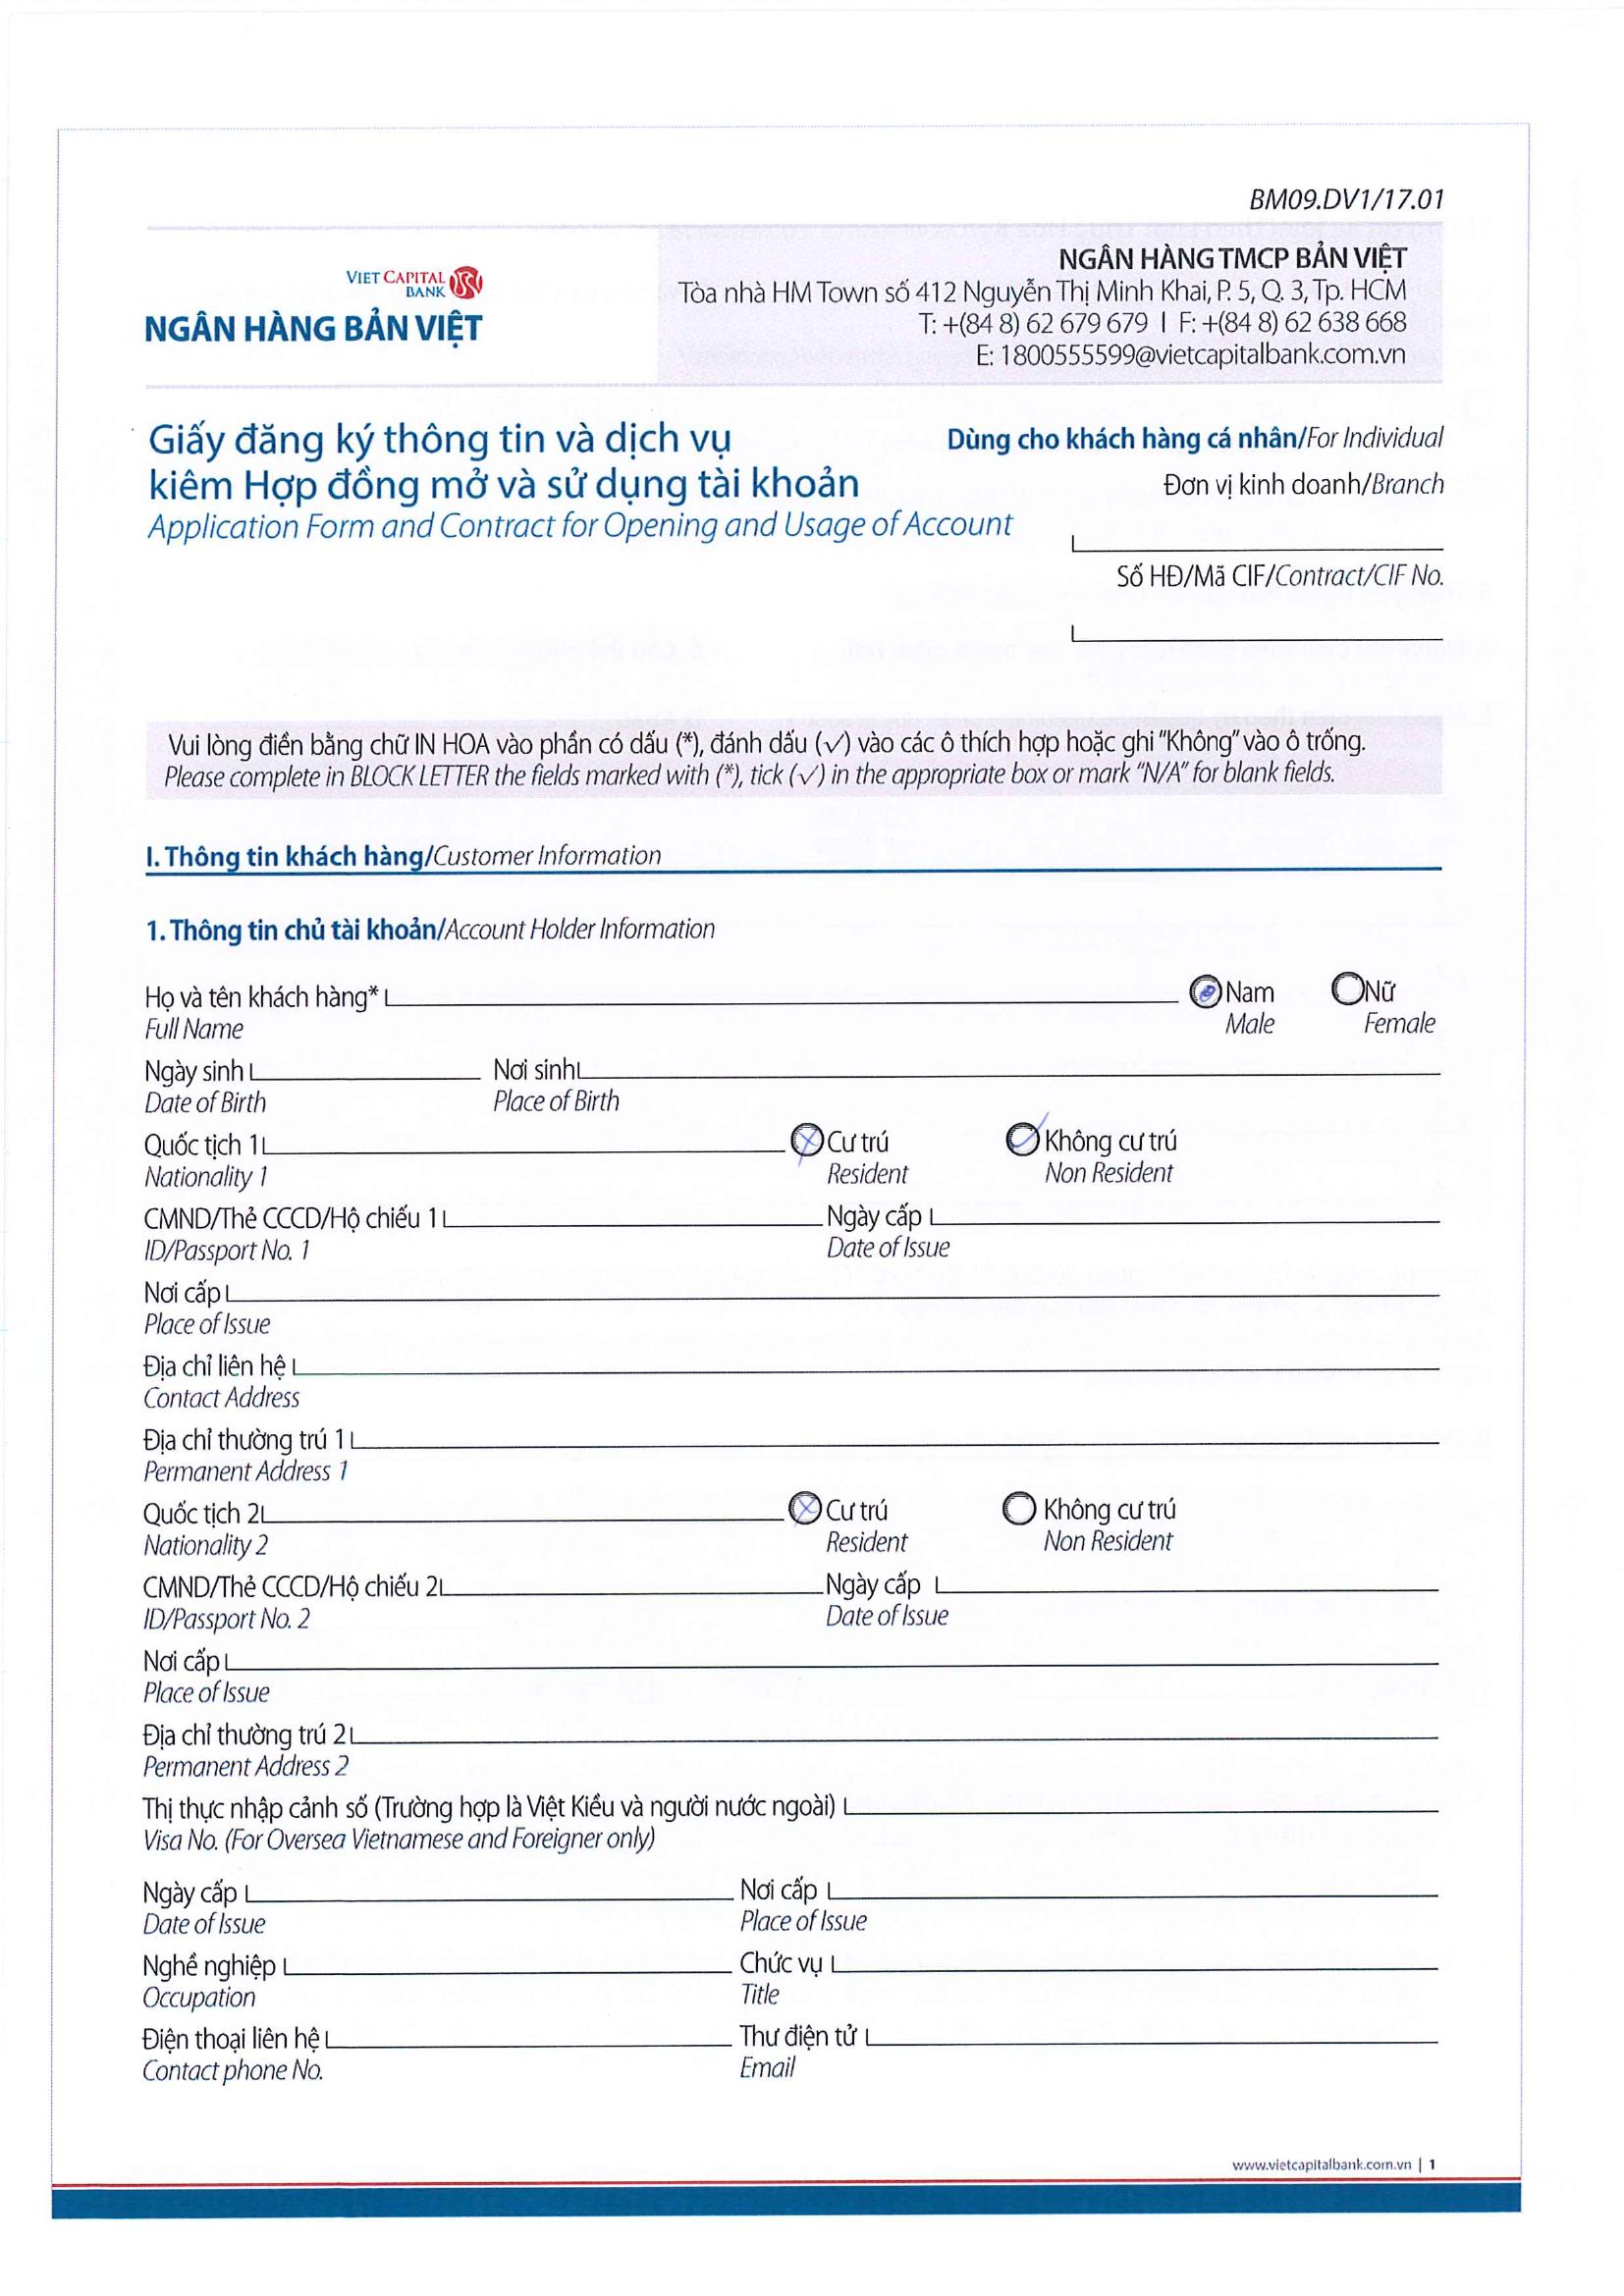 BM09.DV1/17.01
VIET CAPITAL
BANK
NGÂN HÀNG BẢN VIỆT
NGÂN HÀNG TMCP BẢN VIỆT
Tòa nhà HM Town số 412 Nguyễn Thị Minh Khai, P. 5, Q. 3, Tp. HCM
T: +(84 8) 62 679 679 | F: +(84 8) 62 638 668
E: 1800555599@vietcapitalbank.com.vn
Giấy đăng ký thông tin và dịch vụ
kiêm Hợp đồng mở và sử dụng tài khoản
Application Form and Contract for Opening and Usage of Account
Dùng cho khách hàng cá nhân/For Individual
Đơn vị kinh doanh/Branch
Số HĐ/Mã CIF/Contract/CIF No.
Vui lòng điền bằng chữ IN HOA vào phần có dấu (*), đánh dấu (√) vào các ô thích hợp hoặc ghi "Không" vào ô trống.
Please complete in BLOCK LETTER the fields marked with (*), tick (√) in the appropriate box or mark "N/A" for blank fields.
I. Thông tin khách hàng/Customer Information
1. Thông tin chủ tài khoản/Account Holder Information
Họ và tên khách hàng* Nam Nữ
Full Name Male Female
Ngày sinh Nơi sinh
Date of Birth Place of Birth
Quốc tịch 1 Cư trú Không cư trú
Nationality 1 Resident Non Resident
CMND/Thẻ CCCD/Hộ chiếu 1 Ngày cấp
ID/Passport No. 1 Date of Issue
Nơi cấp
Place of Issue
Địa chỉ liên hệ
Contact Address
Địa chỉ thường trú 1
Permanent Address 1
Quốc tịch 2 Cư trú Không cư trú
Nationality 2 Resident Non Resident
CMND/Thẻ CCCD/Hộ chiếu 2 Ngày cấp
ID/Passport No. 2 Date of Issue
Nơi cấp
Place of Issue
Địa chỉ thường trú 2
Permanent Address 2
Thị thực nhập cảnh số (Trường hợp là Việt Kiều và người nước ngoài)
Visa No. (For Oversea Vietnamese and Foreigner only)
Ngày cấp Nơi cấp
Date of Issue Place of Issue
Nghề nghiệp Chức vụ
Occupation Title
Điện thoại liên hệ Thư điện tử
Contact phone No. Email
www.vietcapitalbank.com.vn | 1